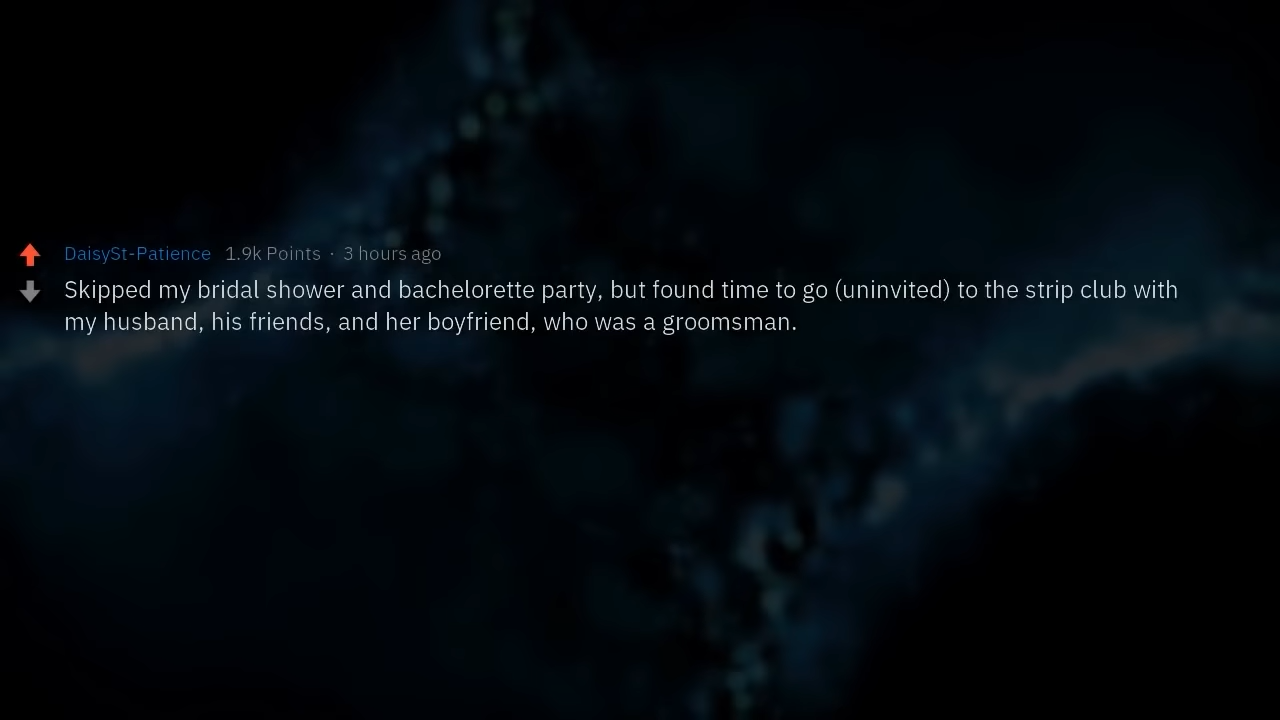 DaisySt-Patience 1.9k Points · 3 hours ago
Skipped my bridal shower and bachelorette party, but found time to go (uninvited) to the strip club with
my husband, his friends, and her boyfriend, who was a groomsman.